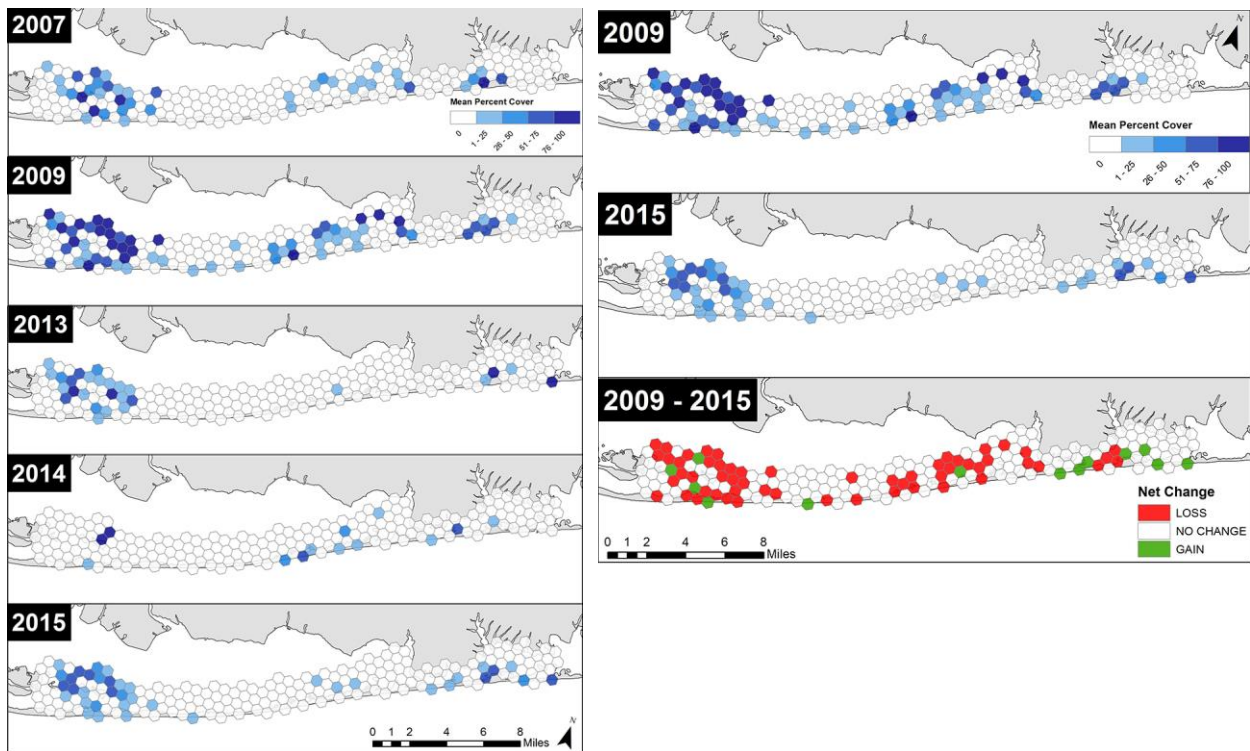 2007
Mean Percent Cover
0
1 - 25
26 - 50
51 - 75
76 - 100
2009
2013
2014
2015
0 1 2 4 6 8
Miles
N
2009
N
Mean Percent Cover
0
1 - 25
26 - 50
51 - 75
76 - 100
2015
2009 - 2015
Net Change
LOSS
NO CHANGE
GAIN
0 1 2 4 6 8
Miles